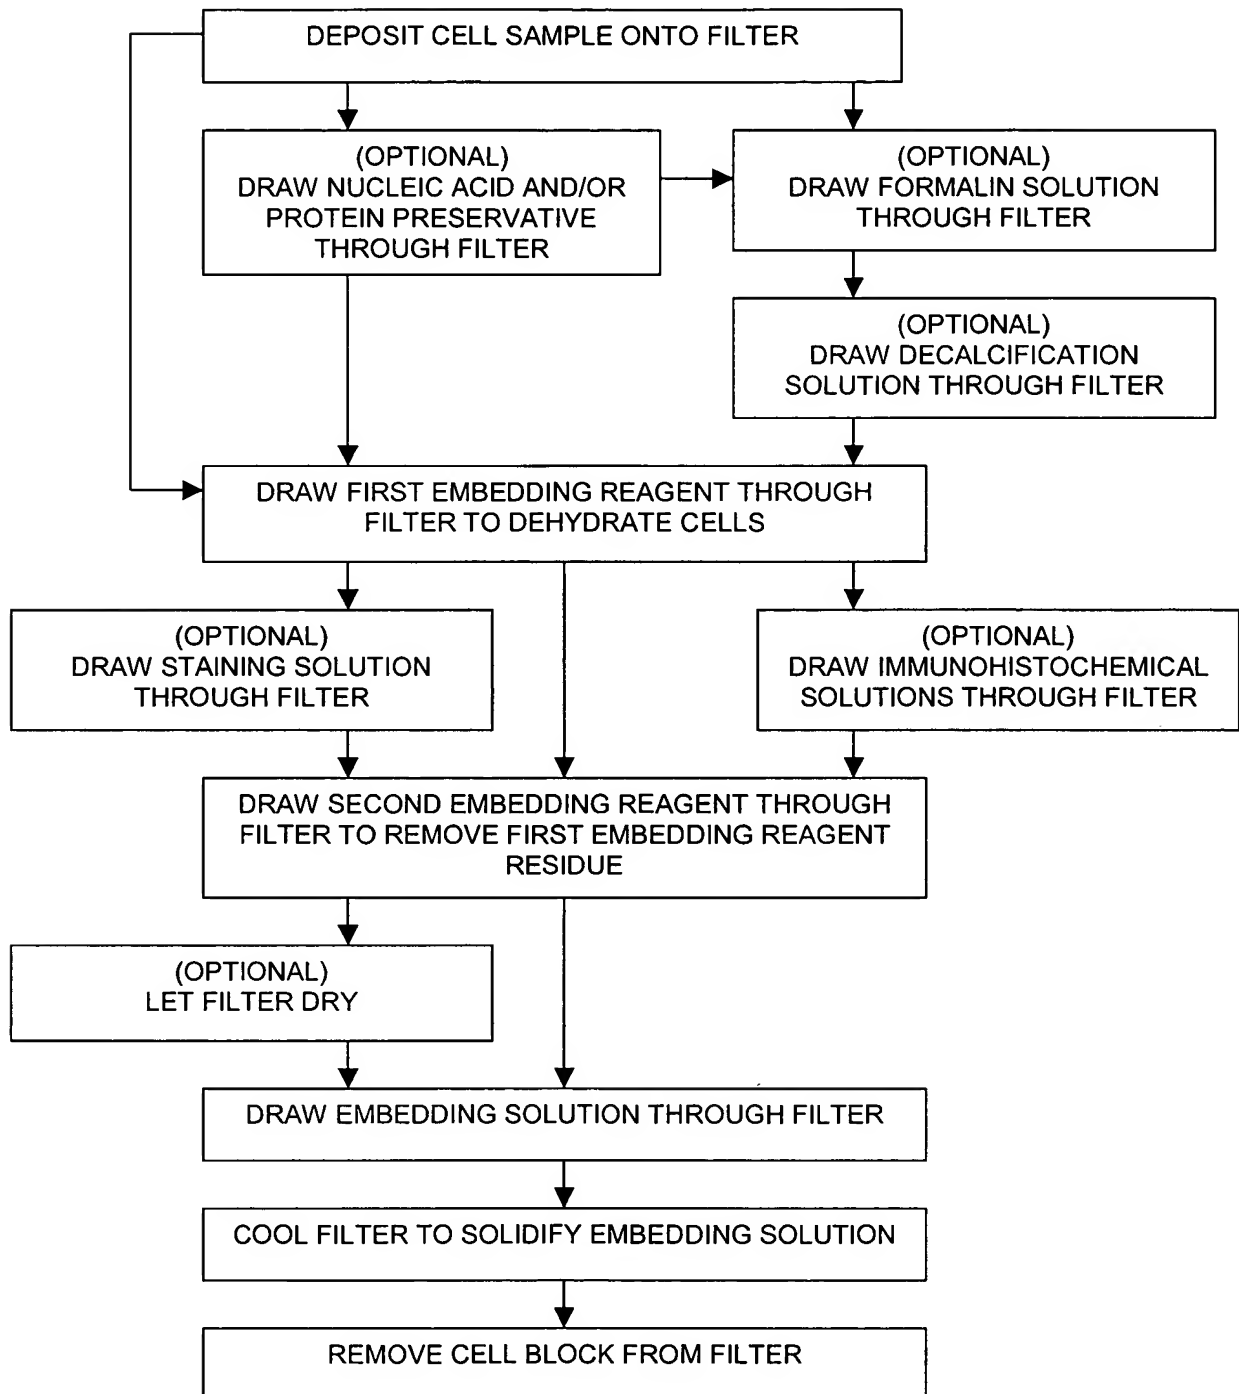 DEPOSIT CELL SAMPLE ONTO FILTER
(OPTIONAL)
DRAW NUCLEIC ACID AND/OR
PROTEIN PRESERVATIVE
THROUGH FILTER
(OPTIONAL)
DRAW FORMALIN SOLUTION
THROUGH FILTER
(OPTIONAL)
DRAW DECALCIFICATION
SOLUTION THROUGH FILTER
DRAW FIRST EMBEDDING REAGENT THROUGH
FILTER TO DEHYDRATE CELLS
(OPTIONAL)
DRAW STAINING SOLUTION
THROUGH FILTER
(OPTIONAL)
DRAW IMMUNOHISTOCHEMICAL
SOLUTIONS THROUGH FILTER
DRAW SECOND EMBEDDING REAGENT THROUGH
FILTER TO REMOVE FIRST EMBEDDING REAGENT
RESIDUE
(OPTIONAL)
LET FILTER DRY
DRAW EMBEDDING SOLUTION THROUGH FILTER
COOL FILTER TO SOLIDIFY EMBEDDING SOLUTION
REMOVE CELL BLOCK FROM FILTER